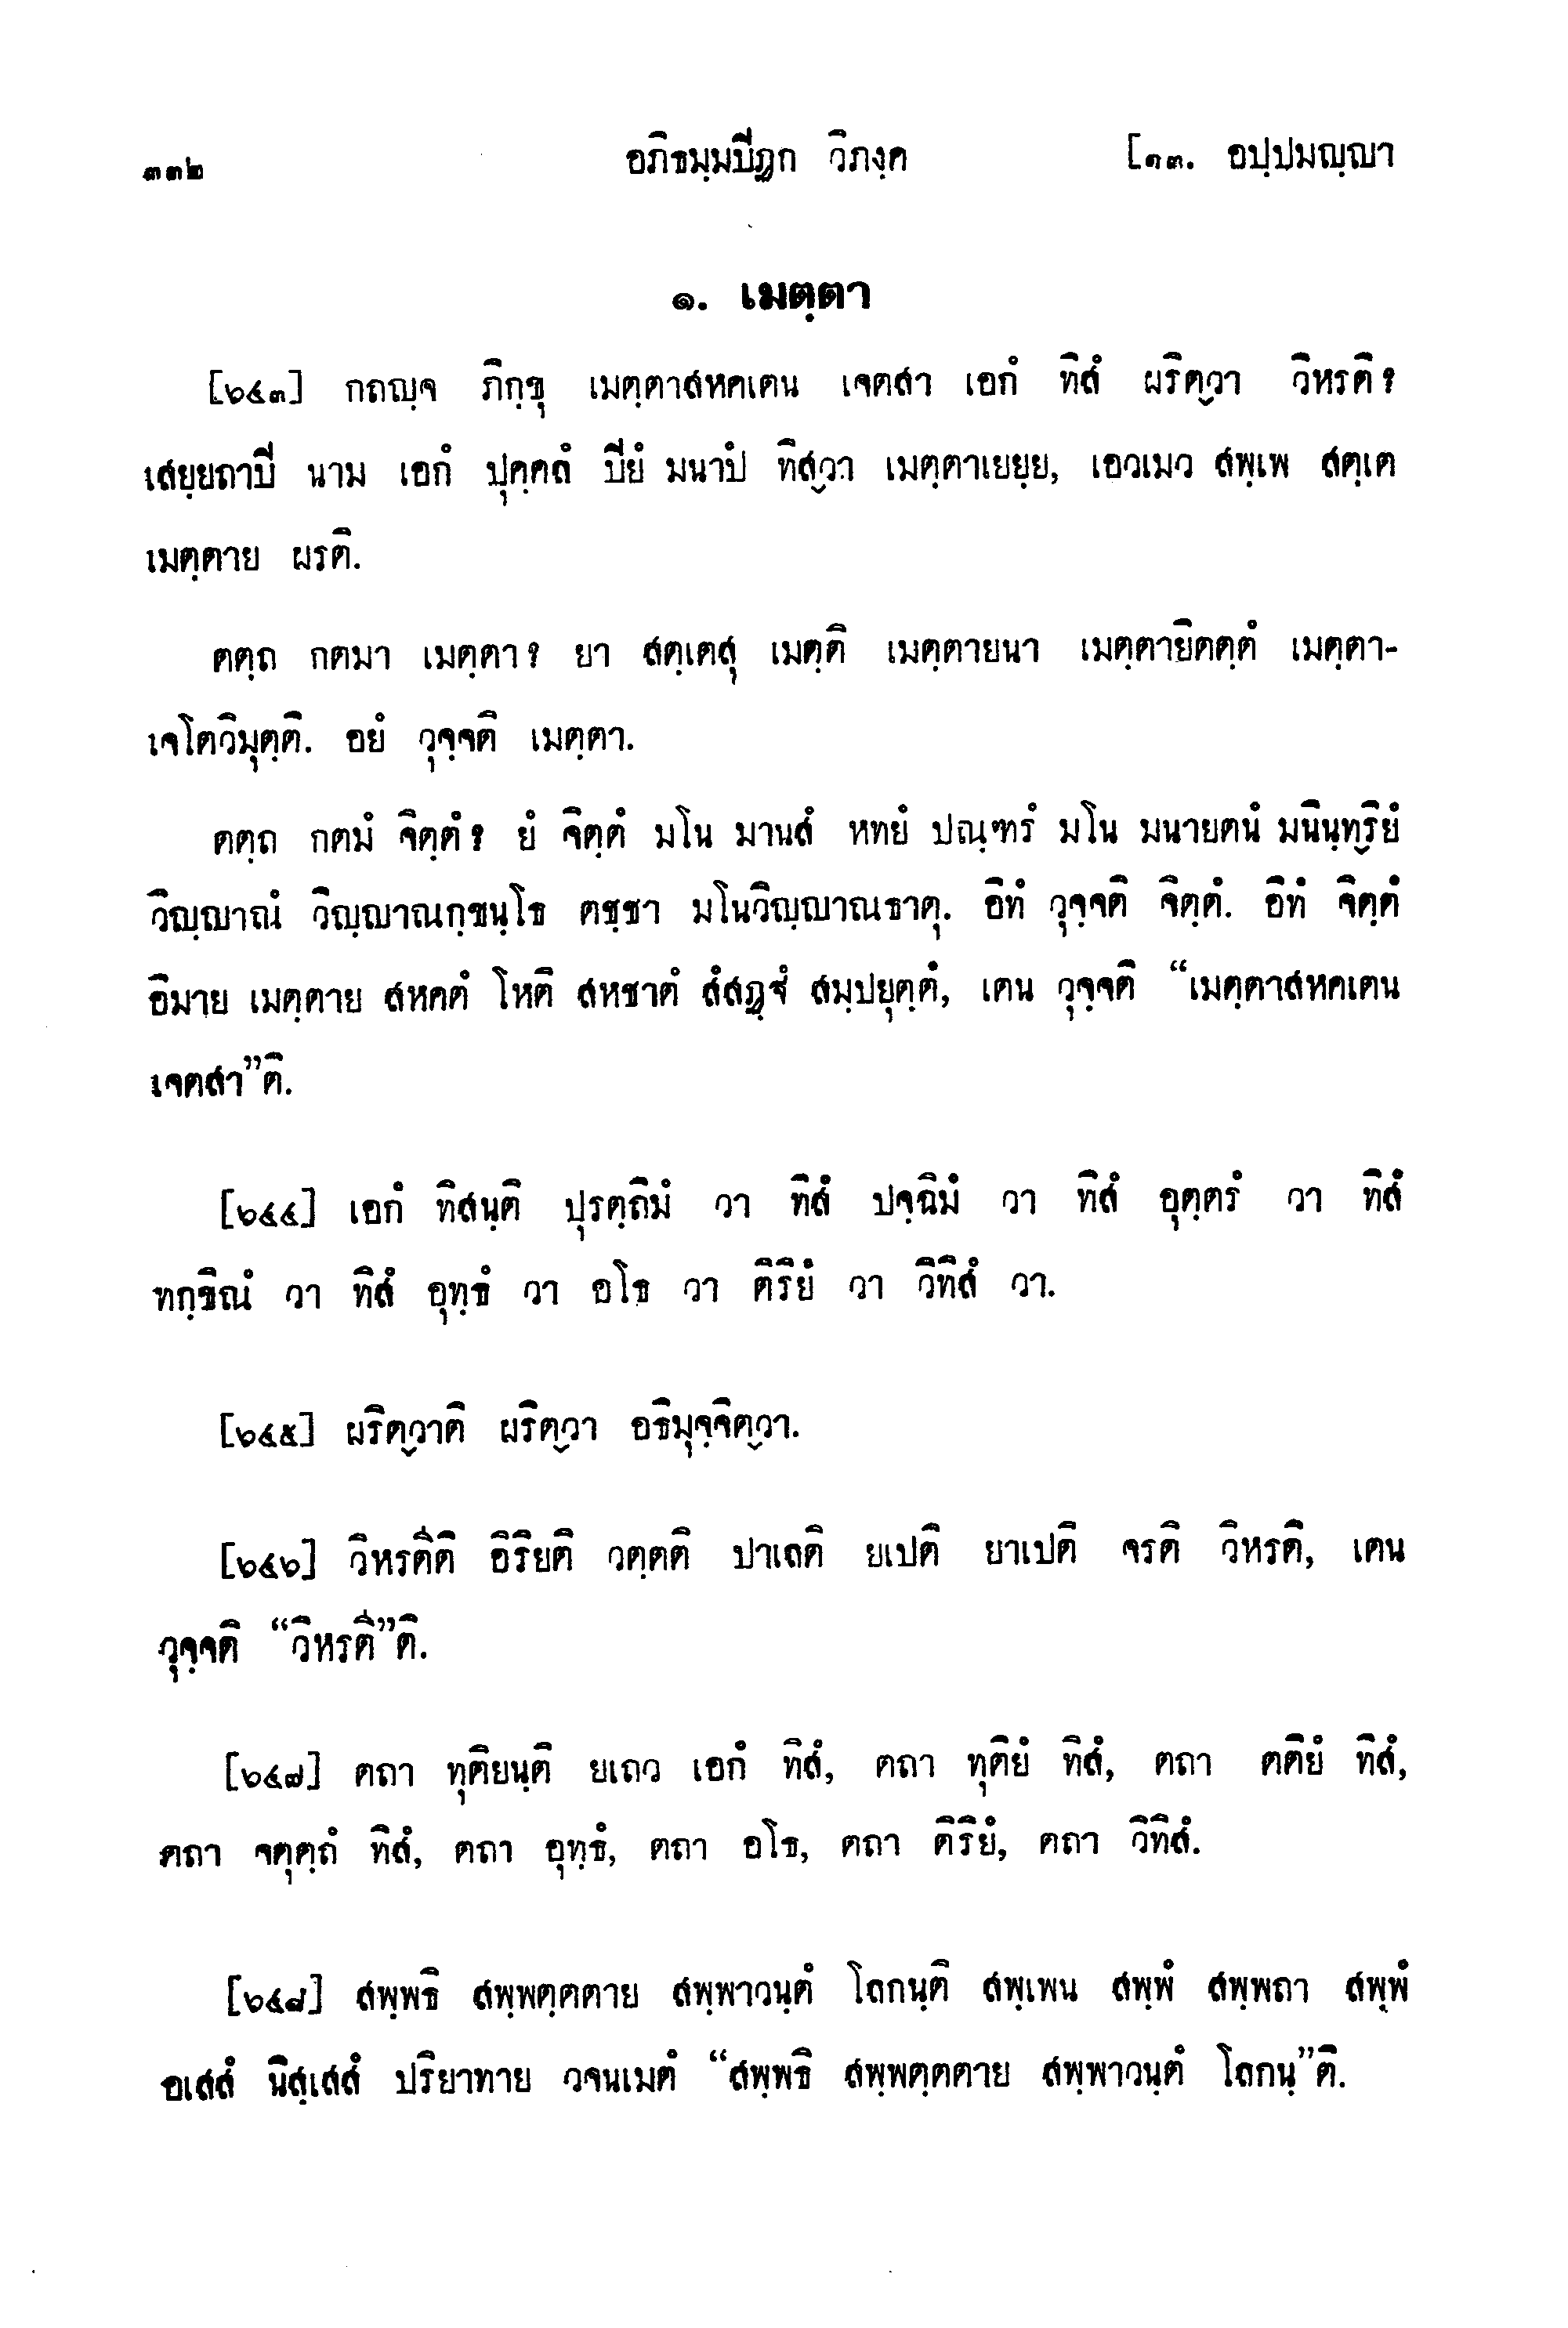 ๓๓๒ อภิธมฺมปิฏก วิภงฺค [๑๓. อปฺปมญฺญา
๑. เมตฺตา
[๖๔๓] กถญฺจ ภิกฺขุ เมตฺตาสหคเตน เจตสา เอกํ ทิสํ ผริต๎วา วิหรติ?
เสยฺยถาปิ นาม เอกํ ปุคฺคลํ ปิยํ มนาปํ ทิส๎วา เมตฺตาเยยฺย, เอวเมว สพฺเพ สตฺเต
เมตฺตาย ผรติ.
ตตฺถ กตมา เมตฺตา? ยา สตฺเตสุ เมตฺติ เมตฺตายนา เมตฺตายิตตฺตํ เมตฺตา-
เจโตวิมุตฺติ. อยํ วุจฺจติ เมตฺตา.
ตตฺถ กตมํ จิตฺตํ? ยํ จิตฺตํ มโน มานสํ หทยํ ปณฺฑรํ มโน มนายตนํ มนินฺท๎ริยํ
วิญฺญาณํ วิญฺญาณกฺขนฺโธ ตชฺชา มโนวิญฺญาณธาตุ. อิทํ วุจฺจติ จิตฺตํ. อิทํ จิตฺตํ
อิมาย เมตฺตาย สหคตํ โหติ สหชาตํ สํสฏฺฐํ สมฺปยุตฺตํ, เตน วุจฺจติ “เมตฺตาสหคเตน
เจตสา”ติ.
[๖๔๔] เอกํ ทิสนฺติ ปุรตฺถิมํ วา ทิสํ ปจฺฉิมํ วา ทิสํ อุตฺตรํ วา ทิสํ
ทกฺขิณํ วา ทิสํ อุทฺธํ วา อโธ วา ติริยํ วา วิทิสํ วา.
[๖๔๕] ผริต๎วาติ ผริต๎วา อธิมุจฺจิต๎วา.
[๖๔๖] วิหรตีติ อิริยติ วตฺตติ ปาเลติ ยเปติ ยาเปติ จรติ วิหรติ, เตน
วุจฺจติ “วิหรตี”ติ.
[๖๔๗] ตถา ทุติยนฺติ ยเถว เอกํ ทิสํ, ตถา ทุติยํ ทิสํ, ตถา ตติยํ ทิสํ,
ตถา จตุตฺถํ ทิสํ, ตถา อุทฺธํ, ตถา อโธ, ตถา ติริยํ, ตถา วิทิสํ.
[๖๔๘] สพฺพธิ สพฺพตฺตตาย สพฺพาวนฺตํ โลกนฺติ สพฺเพน สพฺพํ สพฺพถา สพฺพํ
อเสสํ นิสฺเสสํ ปริยาทาย วจนเมตํ “สพฺพธิ สพฺพตฺตตาย สพฺพาวนฺตํ โลกนฺ”ติ.